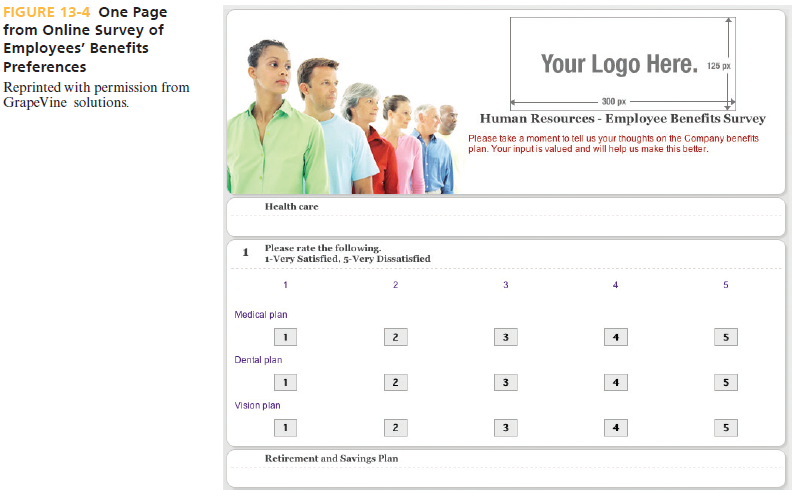 FIGURE 13-4 One Page
from Online Survey of
Employees’ Benefits
Preferences
Reprinted with permission from
GrapeVine solutions.
Your Logo Here.
125 px
300 px
Human Resources - Employee Benefits Survey
Please take a moment to tell us your thoughts on the Company benefits
plan. Your input is valued and will help us make this better.
Health care
1 Please rate the following.
1-Very Satisfied, 5-Very Dissatisfied
1 2 3 4 5
Medical plan
1 2 3 4 5
Dental plan
1 2 3 4 5
Vision plan
1 2 3 4 5
Retirement and Savings Plan